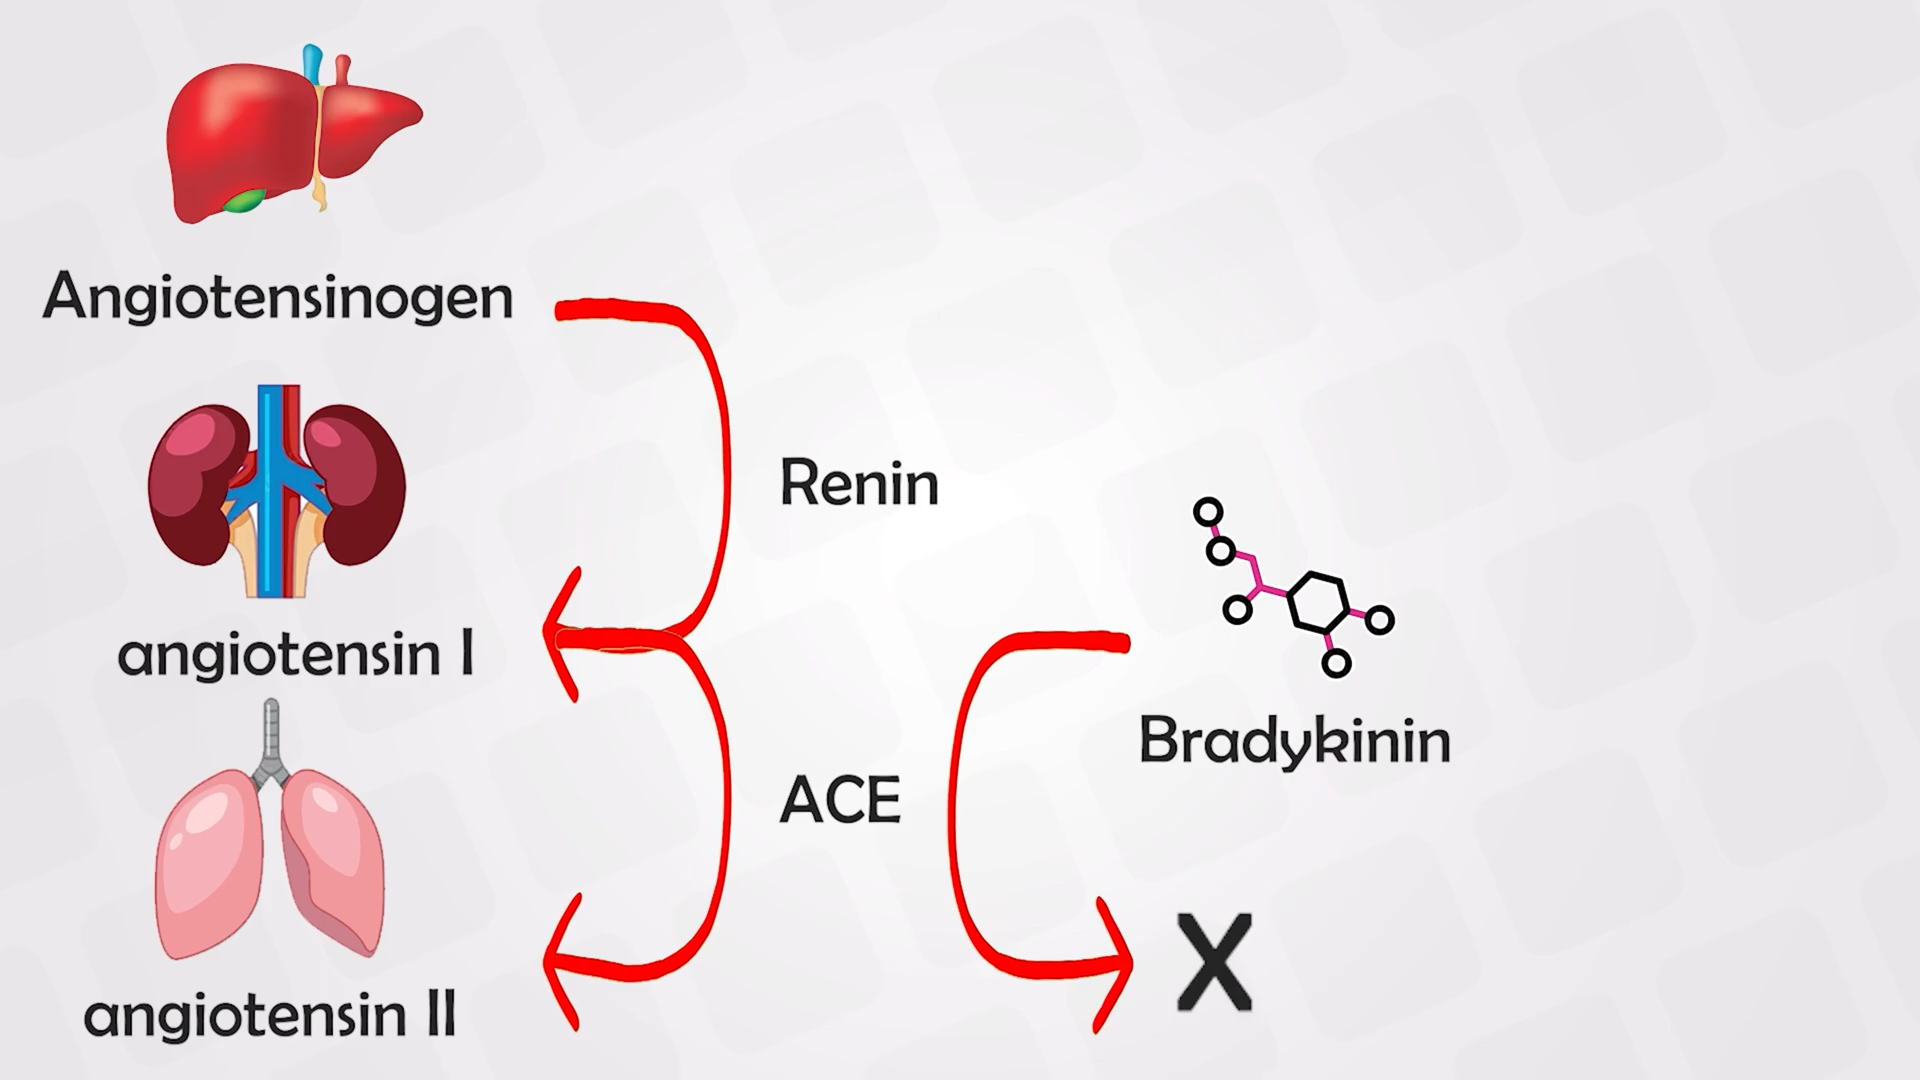 Angiotensinogen
Renin
angiotensin I
Bradykinin
ACE
X
angiotensin II